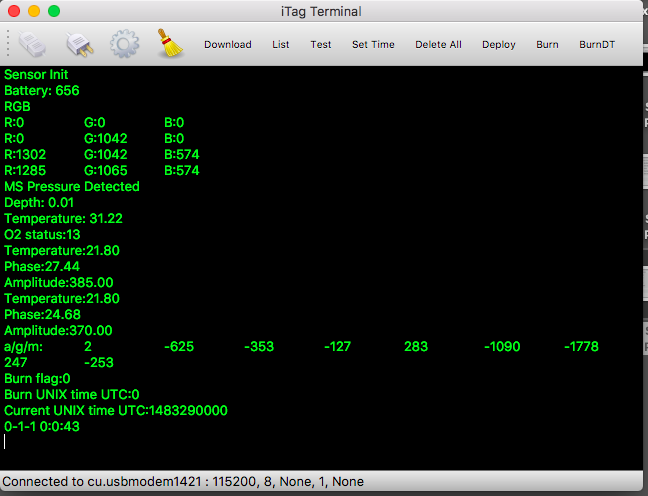 iTag Terminal
Download List Test Set Time Delete All Deploy Burn BurnDT
Sensor Init
Battery: 656
RGB
R:0 G:0 B:0
R:0 G:1042 B:0
R:1302 G:1042 B:574
R:1285 G:1065 B:574
MS Pressure Detected
Depth: 0.01
Temperature: 31.22
O2 status:13
Temperature:21.80
Phase:27.44
Amplitude:385.00
Temperature:21.80
Phase:24.68
Amplitude:370.00
a/g/m: 2 -625 -353 -127 283 -1090 -1778
247 -253
Burn flag:0
Burn UNIX time UTC:0
Current UNIX time UTC:1483290000
0-1-1 0:0:43
Connected to cu.usbmodem1421 : 115200, 8, None, 1, None